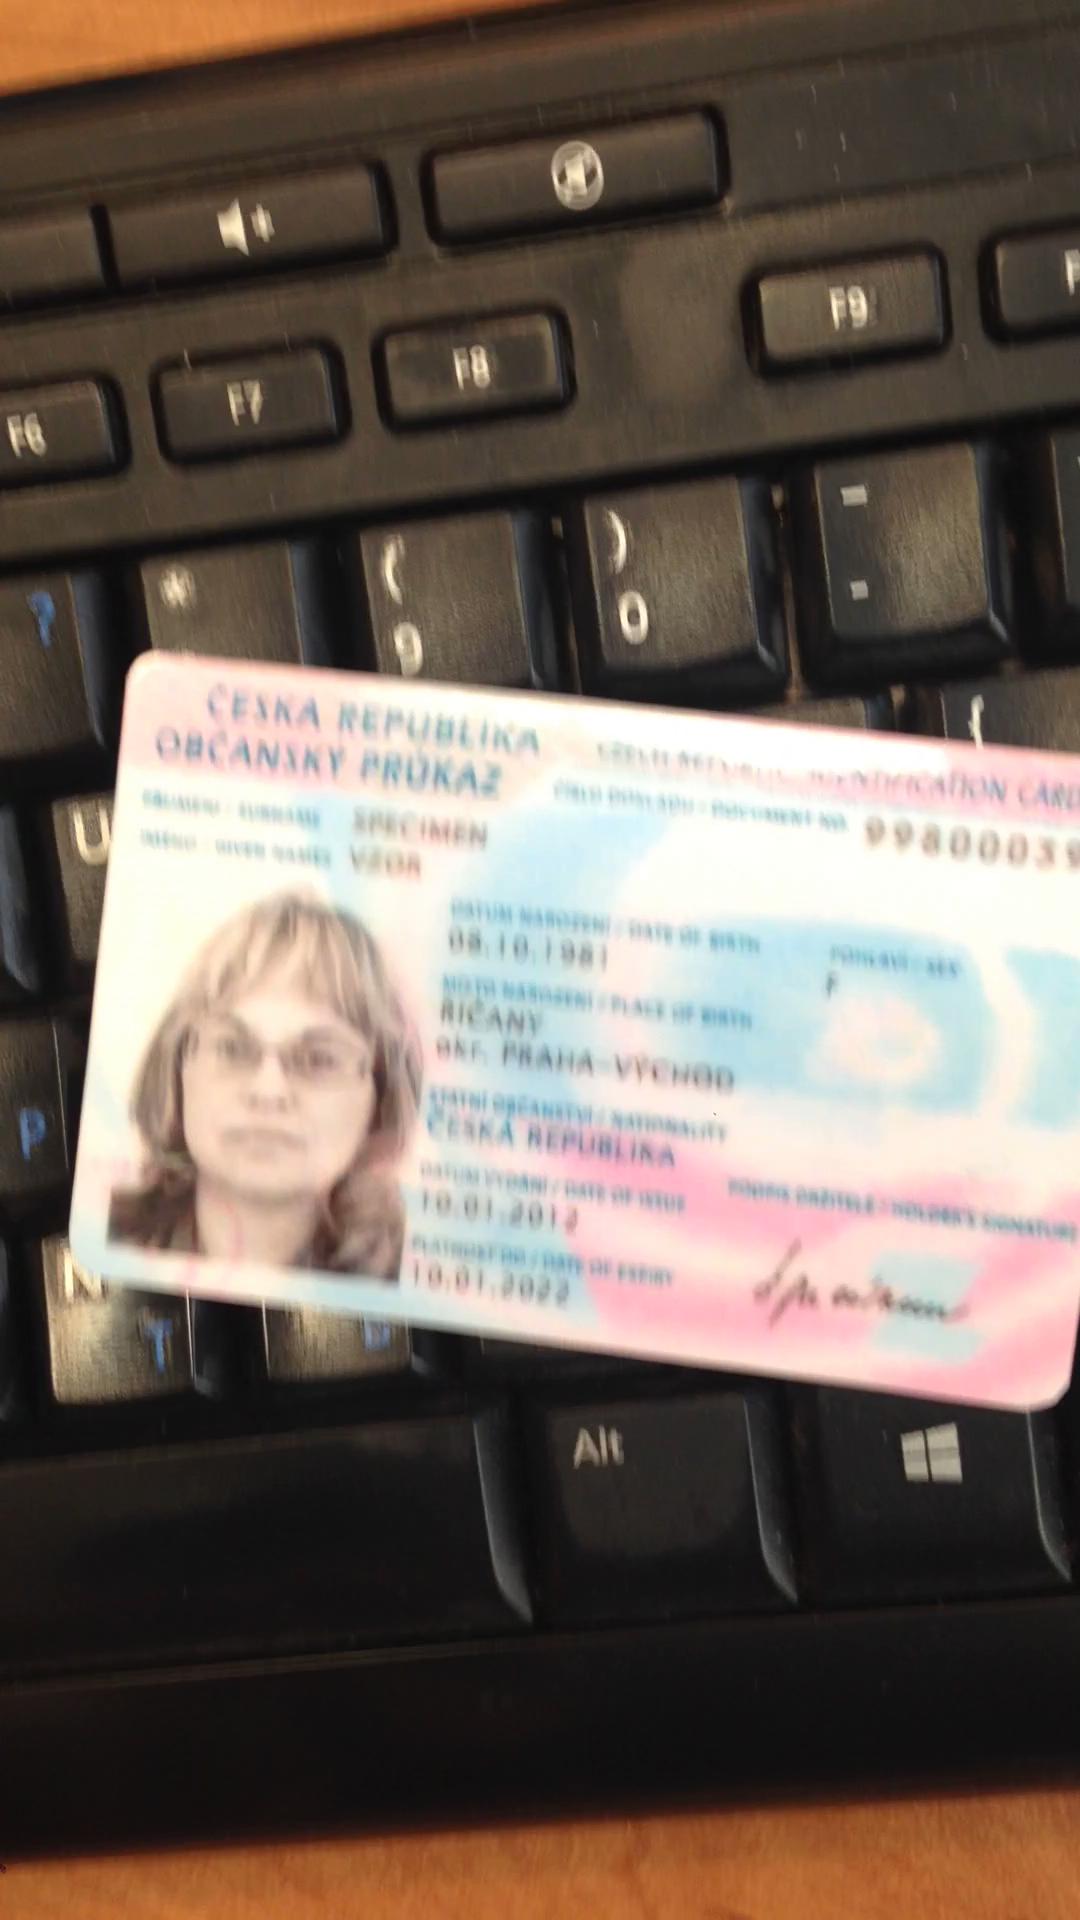 F6
F7
F8
F9
F
?
*
(
9
)
0
=
ČESKÁ REPUBLIKA
OBČANSKÝ PRŮKAZ
CZECH REPUBLIC IDENTIFICATION CARD
PŘÍJMENÍ / SURNAME SPECIMEN
JMÉNO / GIVEN NAMES VZOR
ČÍSLO DOKLADU / DOCUMENT NO. 99800039
DATUM NAROZENÍ / DATE OF BIRTH
08.10.1981
POHLAVÍ / SEX
F
MÍSTO NAROZENÍ / PLACE OF BIRTH
ŘÍČANY
OKR. PRAHA-VÝCHOD
STÁTNÍ OBČANSTVÍ / NATIONALITY
ČESKÁ REPUBLIKA
DATUM VYDÁNÍ / DATE OF ISSUE
10.01.2012
PODPIS DRŽITELE / HOLDER'S SIGNATURE
PLATNOST DO / DATE OF EXPIRY
10.01.2022
Specimen
U
P
T
Alt